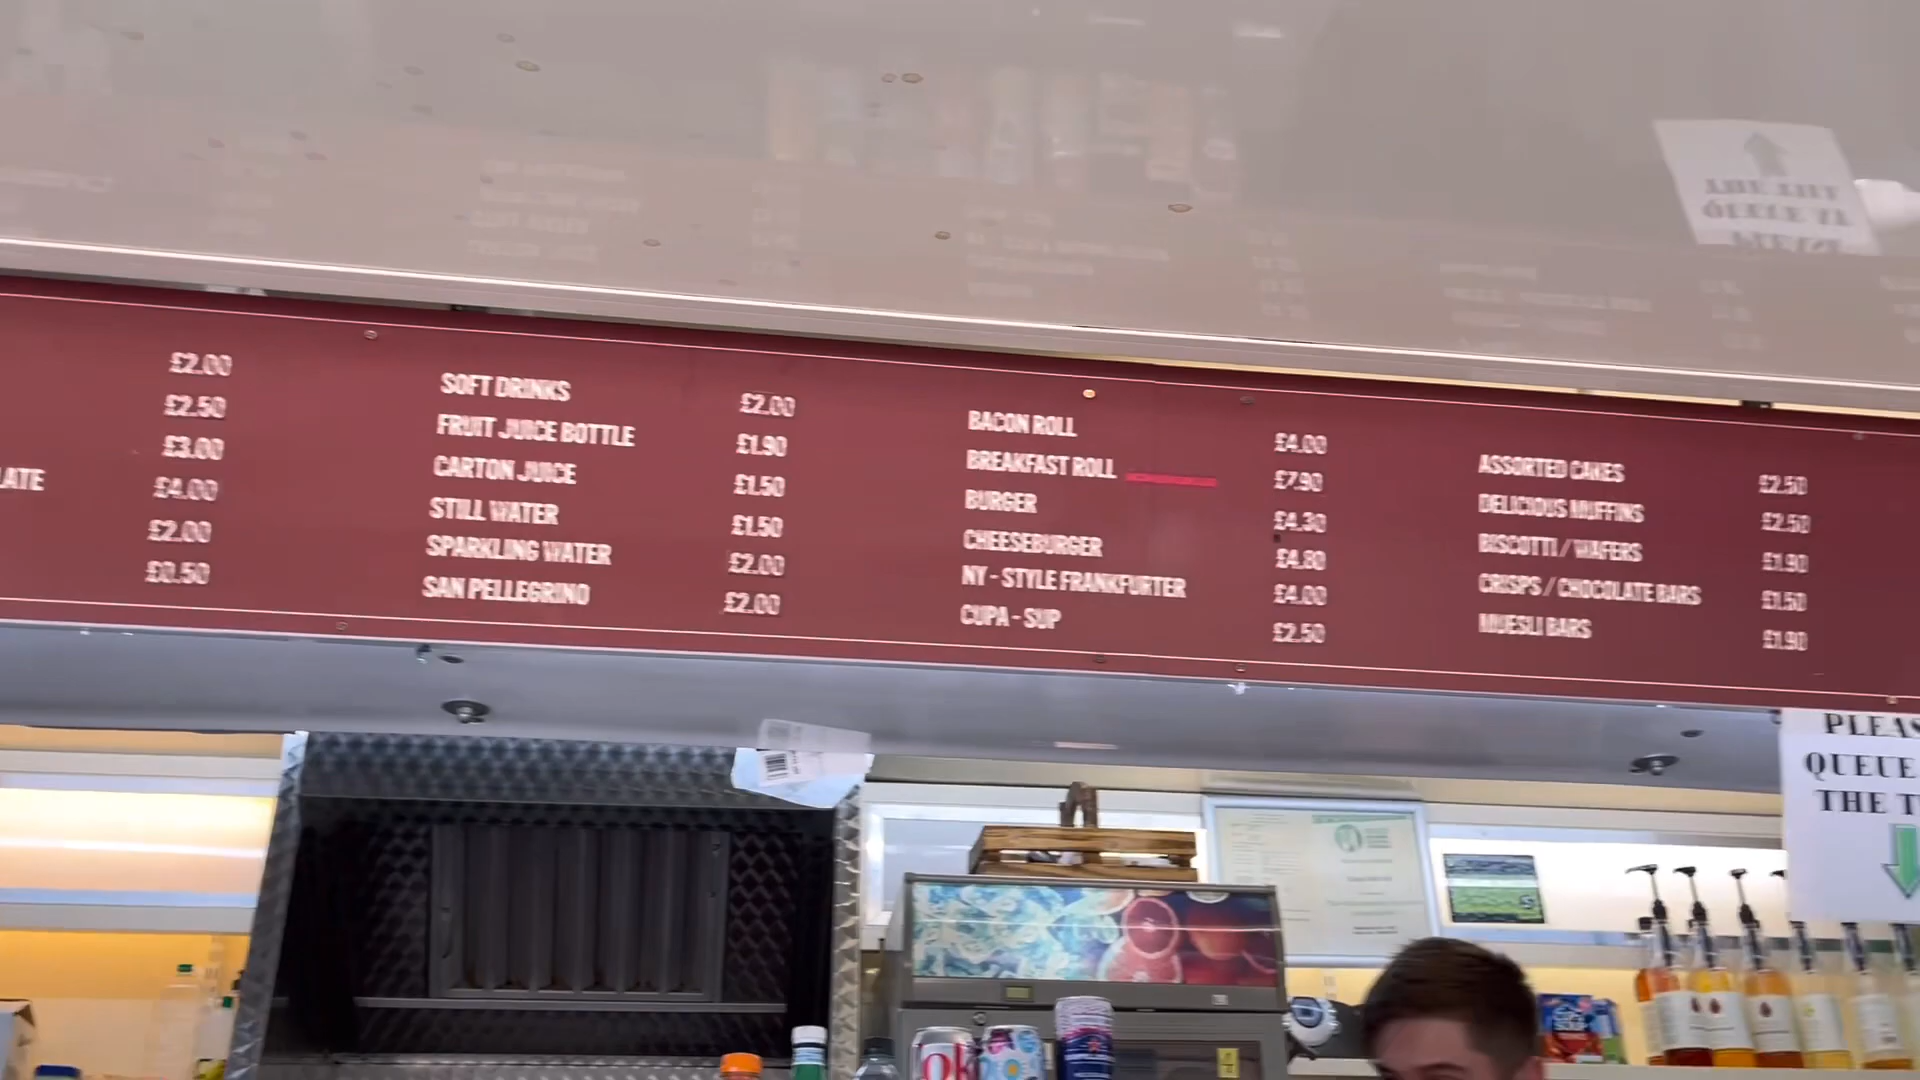 £2.00
£2.50
£3.00
LATE £4.00
£2.00
£0.50
SOFT DRINKS £2.00
FRUIT JUICE BOTTLE £1.90
CARTON JUICE £1.50
STILL WATER £1.50
SPARKLING WATER £2.00
SAN PELLEGRINO £2.00
BACON ROLL £4.00
BREAKFAST ROLL £7.90
BURGER £4.30
CHEESEBURGER £4.80
NY - STYLE FRANKFURTER £4.00
CUPA - SUP £2.50
ASSORTED CAKES £2.50
DELICIOUS MUFFINS £2.50
BISCOTTI / WAFERS £1.90
CRISPS / CHOCOLATE BARS £1.50
MUESLI BARS £1.90
PLEAS
QUEUE
THE T
ok